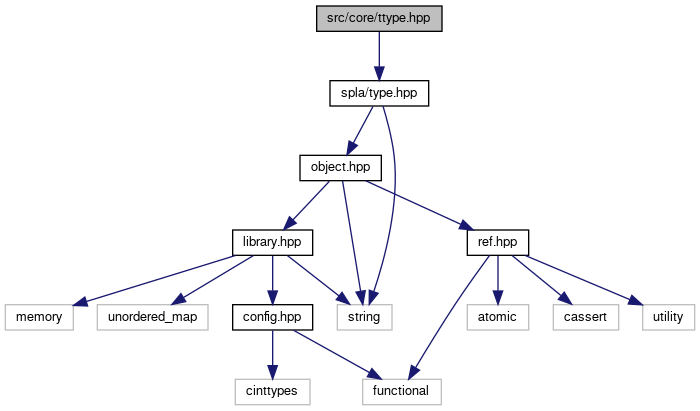 src/core/ttype.hpp
spla/type.hpp
object.hpp
library.hpp
ref.hpp
memory
unordered_map
config.hpp
string
atomic
cassert
utility
cinttypes
functional